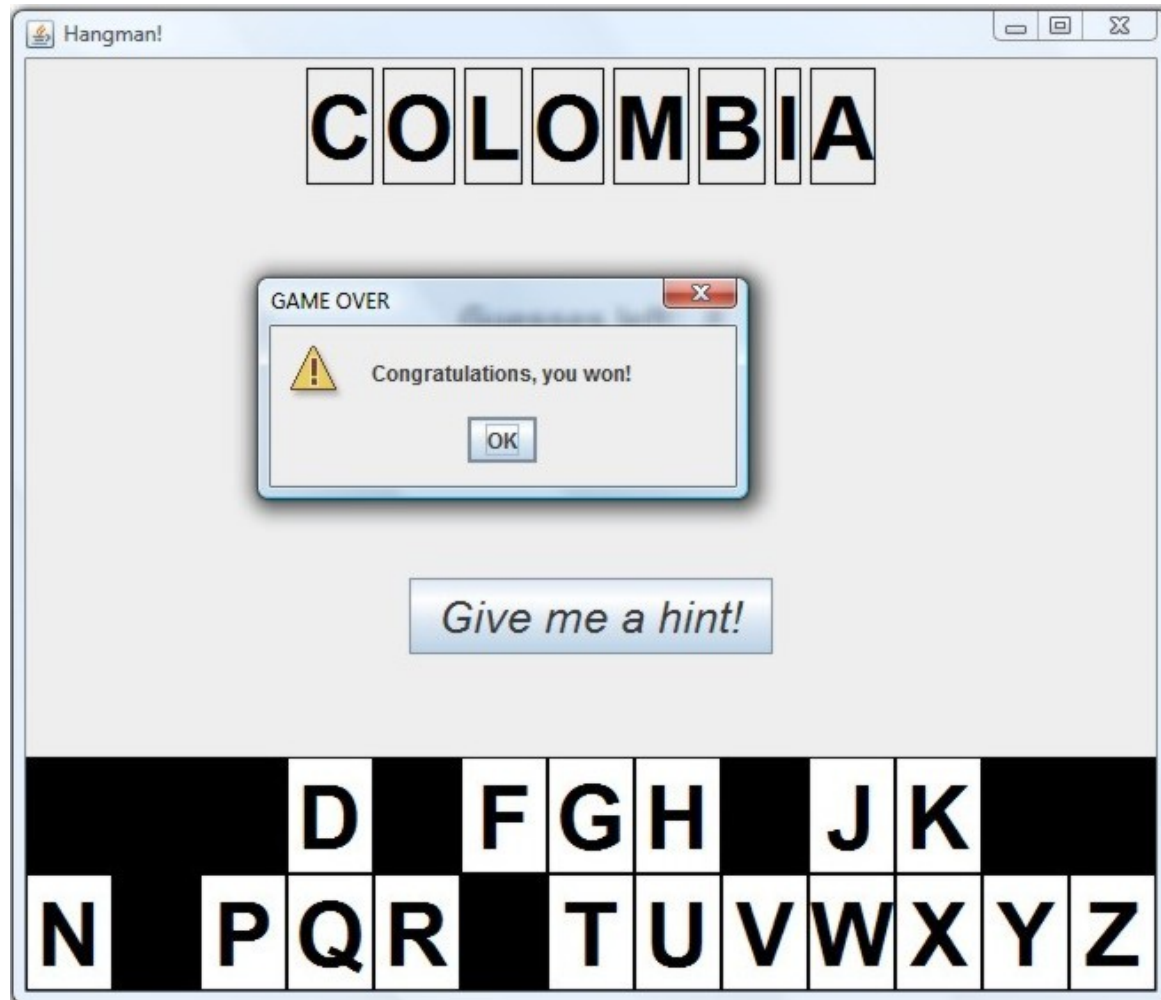 Hangman!
COLOMBIA
GAME OVER
Congratulations, you won!
OK
Give me a hint!
D F G H J K
N P Q R T U V W X Y Z